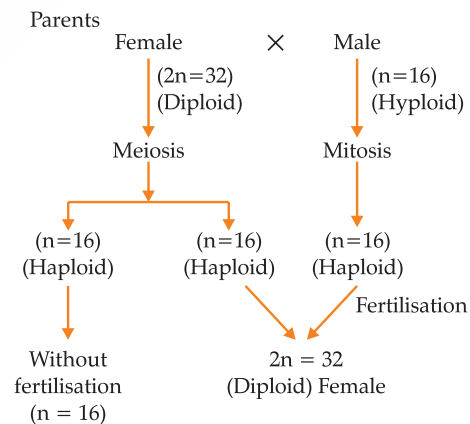 Parents
Female × Male
(2n=32)
(Diploid)
(n=16)
(Hyploid)
Meiosis
Mitosis
(n=16)
(Haploid)
(n=16)
(Haploid)
(n=16)
(Haploid)
Fertilisation
Without
fertilisation
(n = 16)
2n = 32
(Diploid) Female